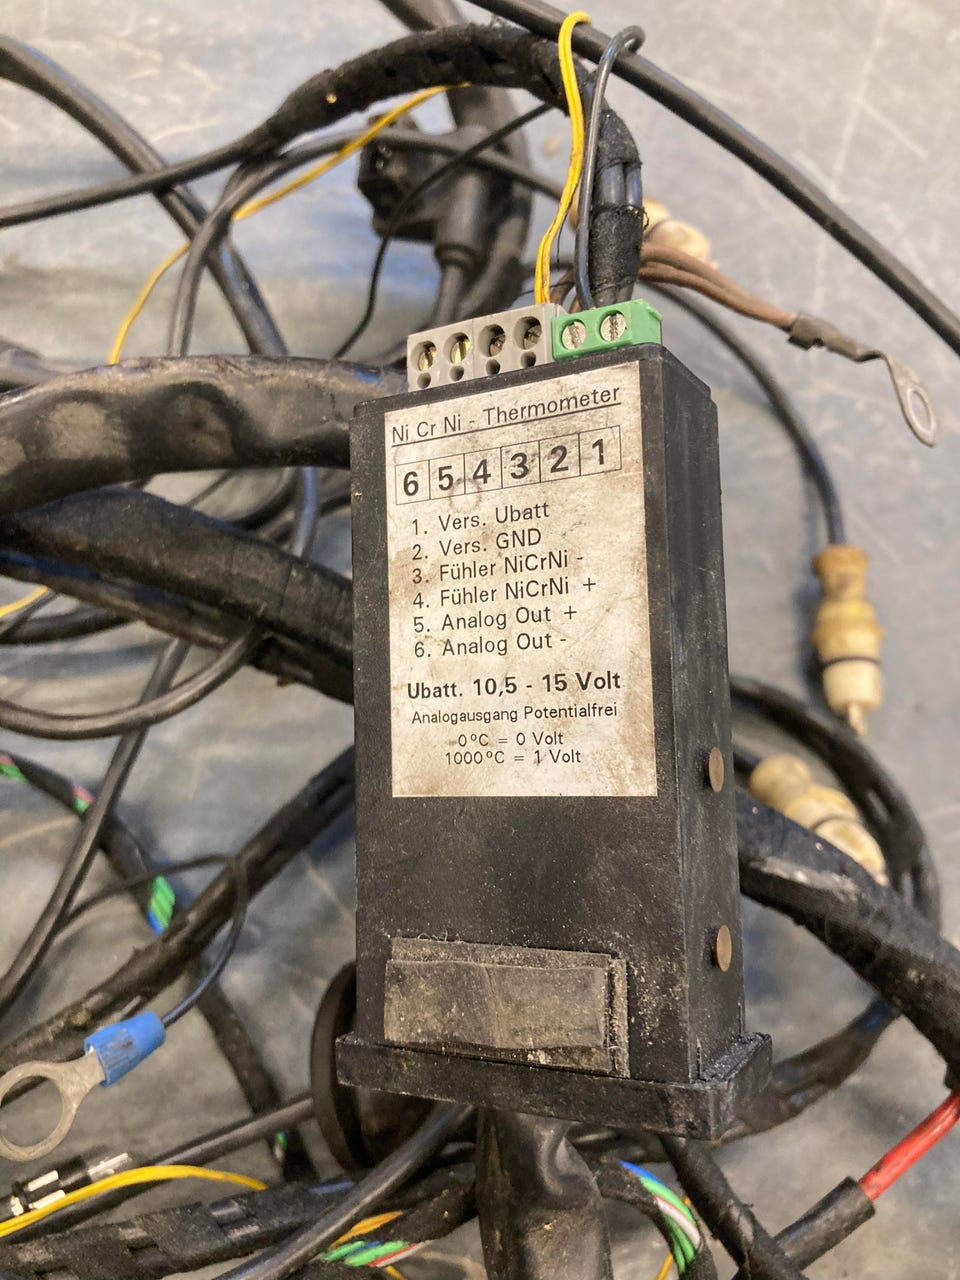 Ni Cr Ni - Thermometer
6 5 4 3 2 1
1. Vers. Ubatt
2. Vers. GND
3. Fühler NiCrNi -
4. Fühler NiCrNi +
5. Analog Out +
6. Analog Out -
Ubatt. 10,5 - 15 Volt
Analogausgang Potentialfrei
0ºC = 0 Volt
1000ºC = 1 Volt